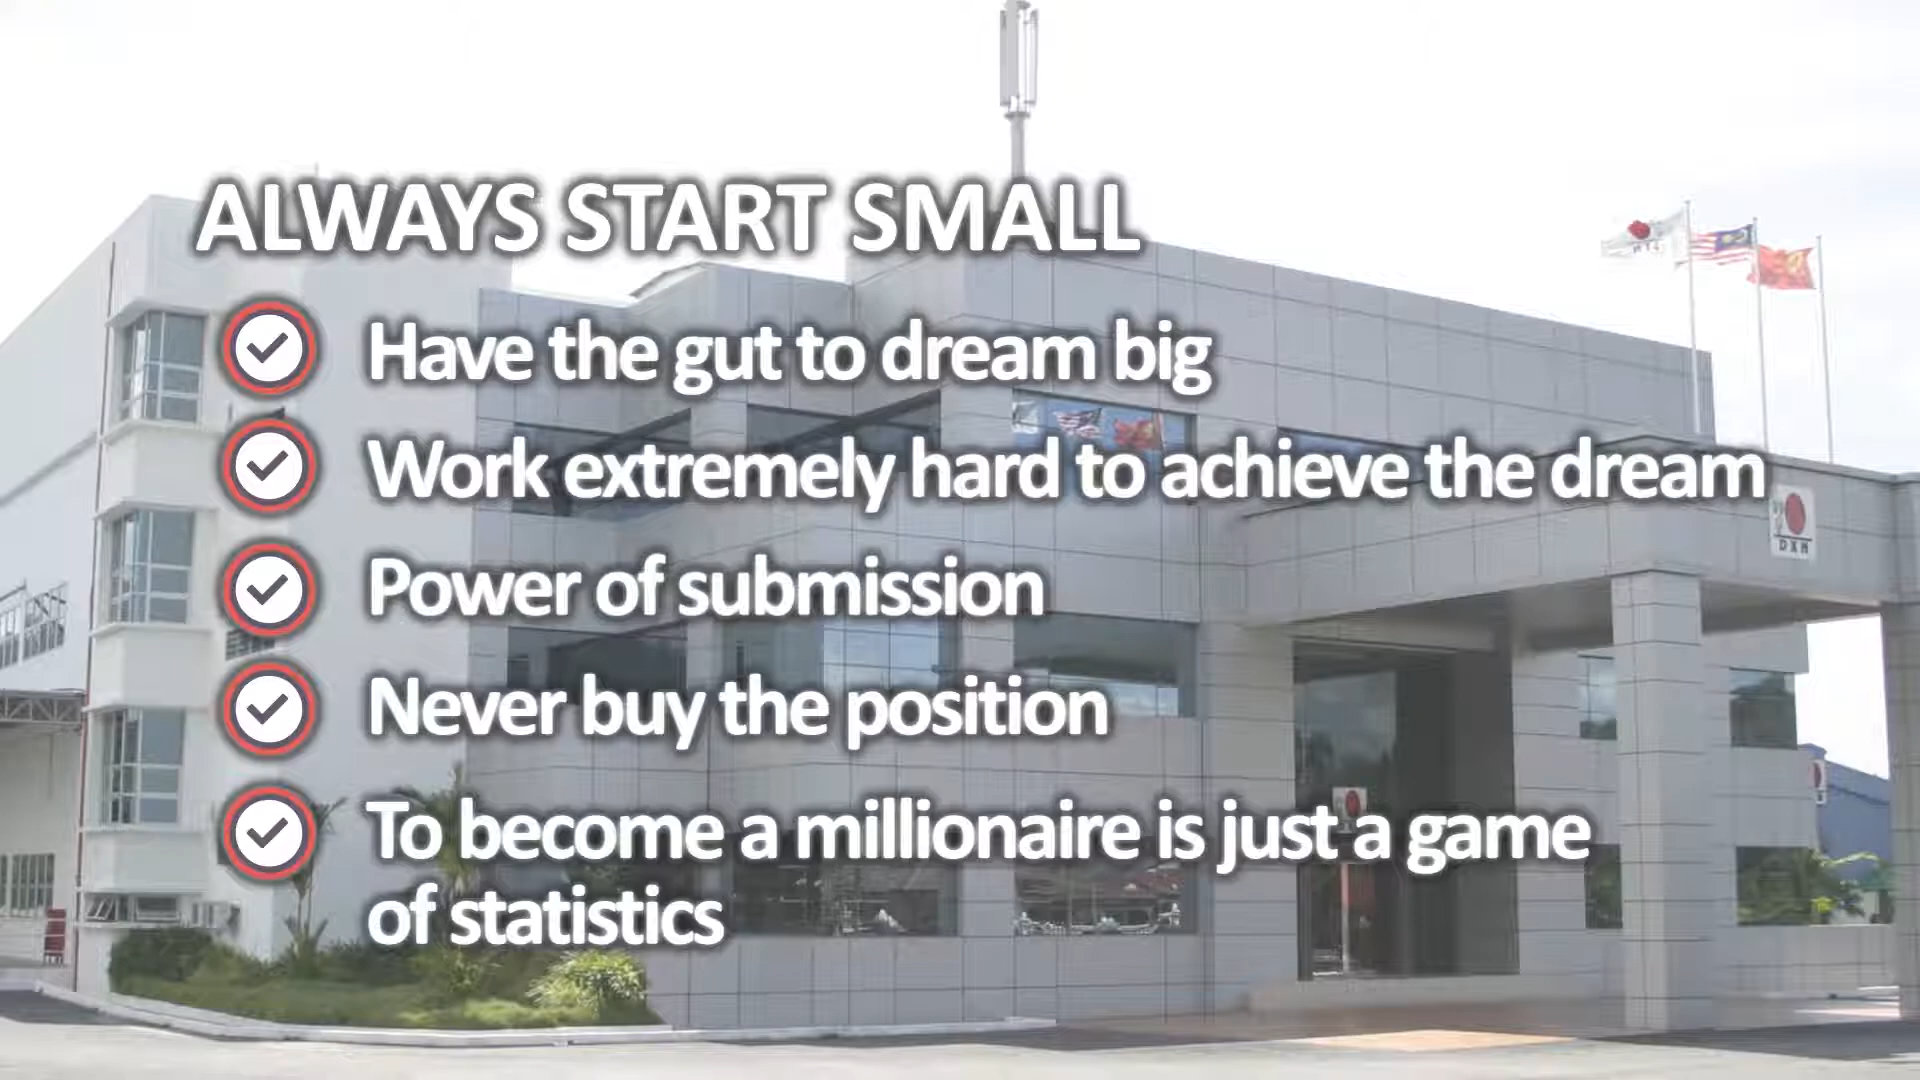 ALWAYS START SMALL
Have the gut to dream big
Work extremely hard to achieve the dream
Power of submission
Never buy the position
To become a millionaire is just a game
of statistics
DXN